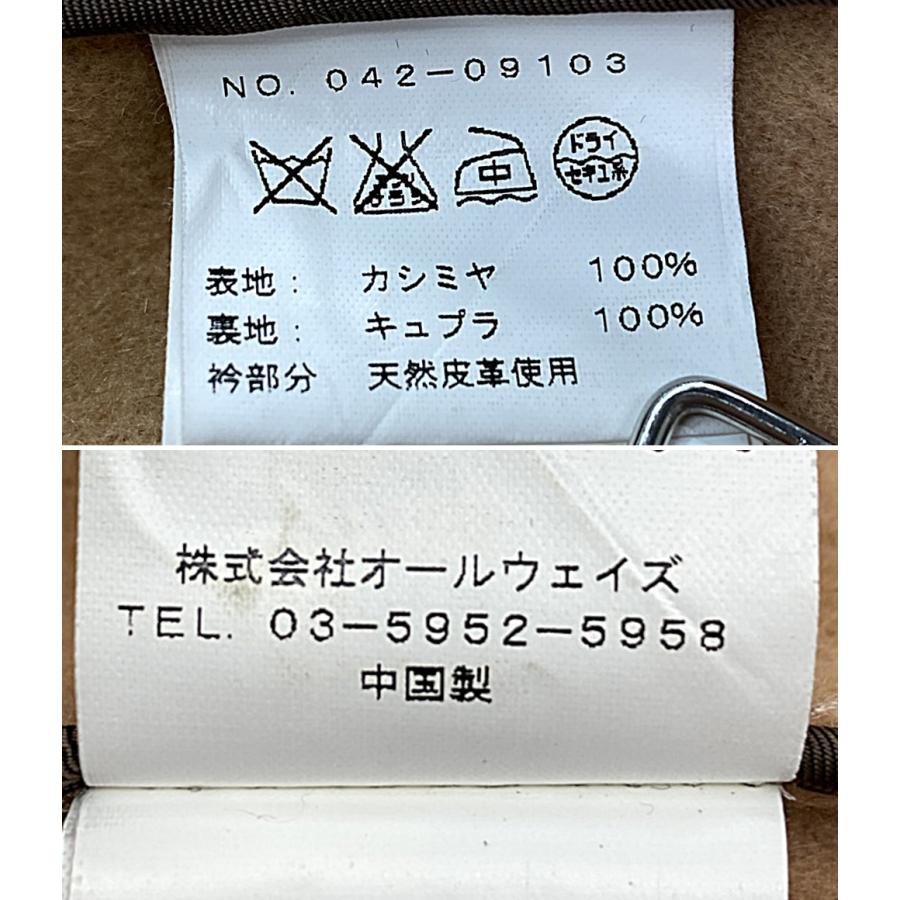 NO. 042-09103
中
ドライ
セキユ系
表地: カシミヤ 100%
裏地: キュプラ 100%
衿部分 天然皮革使用
株式会社オールウェイズ
TEL. 03-5952-5958
中国製